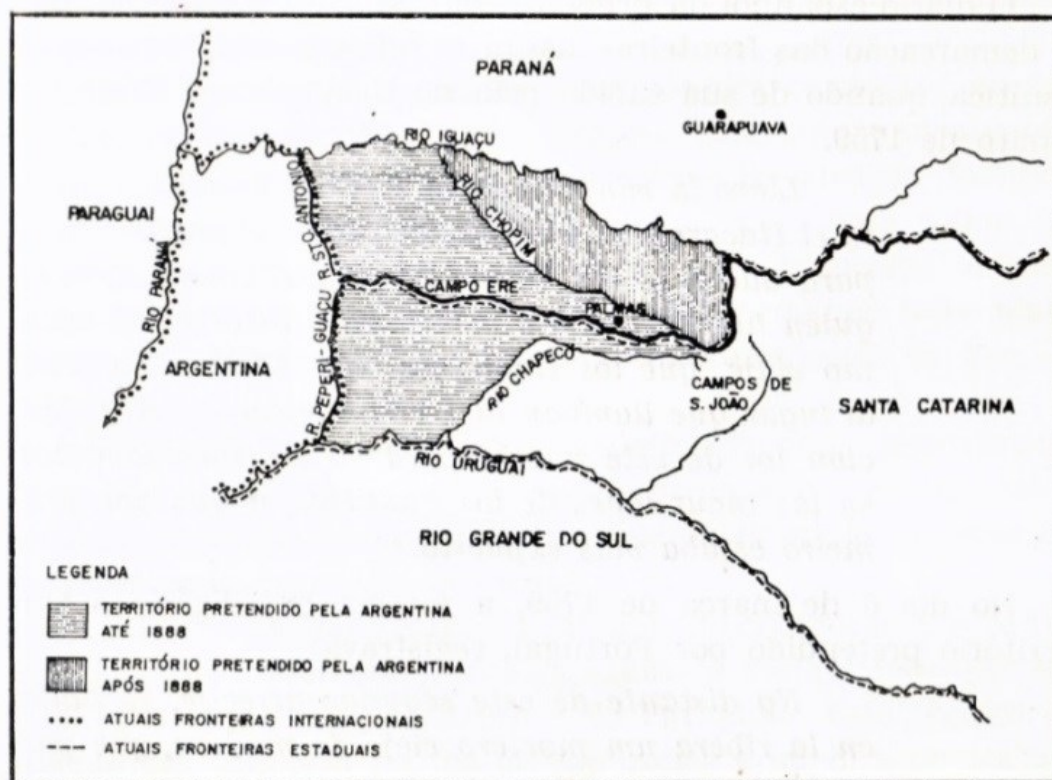 PARANÁ
GUARAPUAVA
RIO IGUAÇU
RIO CHOPIM
PARAGUAI
RIO PARANÁ
R. STO ANTONIO
CAMPO ERE
PALMAS
ARGENTINA
R. PEPERI-GUAÇU
RIO CHAPECÓ
CAMPOS DE
S. JOÃO
SANTA CATARINA
RIO URUGUAI
RIO GRANDE DO SUL
LEGENDA
TERRITÓRIO PRETENDIDO PELA ARGENTINA
ATÉ 1888
TERRITÓRIO PRETENDIDO PELA ARGENTINA
APÓS 1888
ATUAIS FRONTEIRAS INTERNACIONAIS
ATUAIS FRONTEIRAS ESTADUAIS